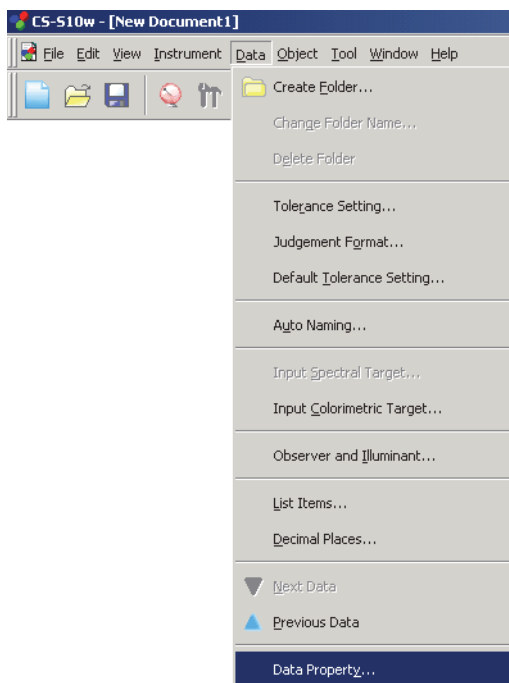 CS-S10w - [New Document1]
File Edit View Instrument Data Object Tool Window Help
Create Folder...
Change Folder Name...
Delete Folder
Tolerance Setting...
Judgement Format...
Default Tolerance Setting...
Auto Naming...
Input Spectral Target...
Input Colorimetric Target...
Observer and Illuminant...
List Items...
Decimal Places...
Next Data
Previous Data
Data Property...